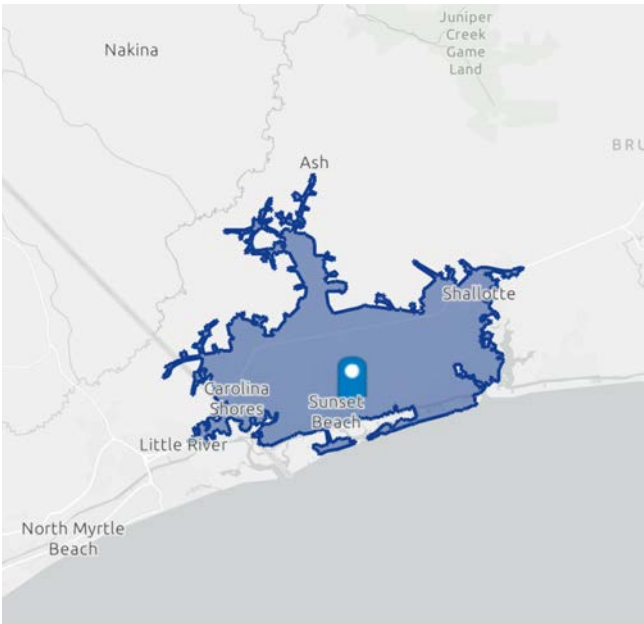 Juniper
Creek
Game
Land
Nakina
BRU
Ash
Shallotte
Carolina
Shores
Sunset
Beach
Little River
North Myrtle
Beach